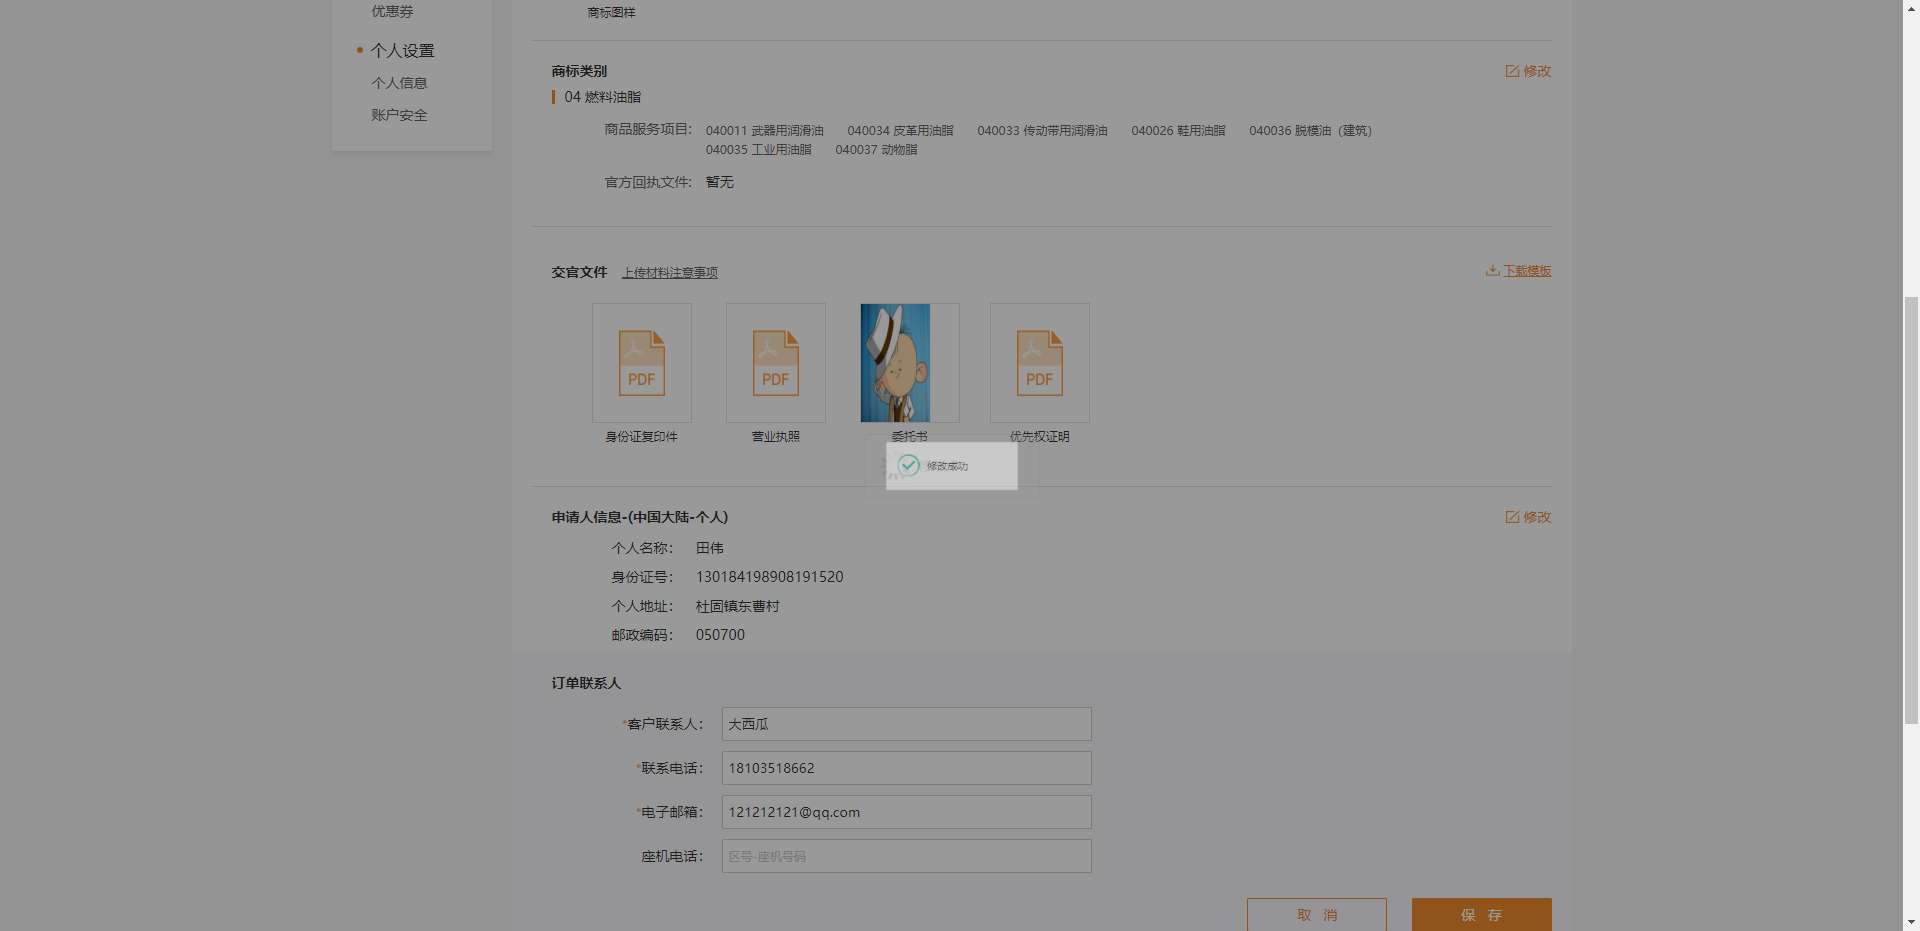 优惠券
个人设置
个人信息
账户安全
商标图样
商标类别
修改
04 燃料油脂
商品服务项目: 040011 武器用润滑油 040034 皮革用油脂 040033 传动带用润滑油 040026 鞋用油脂 040036 脱模油（建筑）
040035 工业用油脂 040037 动物脂
官方回执文件: 暂无
交官文件 上传材料注意事项
下载模板
PDF
PDF
PDF
身份证复印件
营业执照
委托书
优先权证明
修改成功
申请人信息-(中国大陆-个人)
修改
个人名称： 田伟
身份证号： 130184198908191520
个人地址： 杜固镇东曹村
邮政编码： 050700
订单联系人
*客户联系人： 大西瓜
*联系电话： 18103518662
*电子邮箱： 121212121@qq.com
座机电话： 区号-座机号码
取 消
保 存